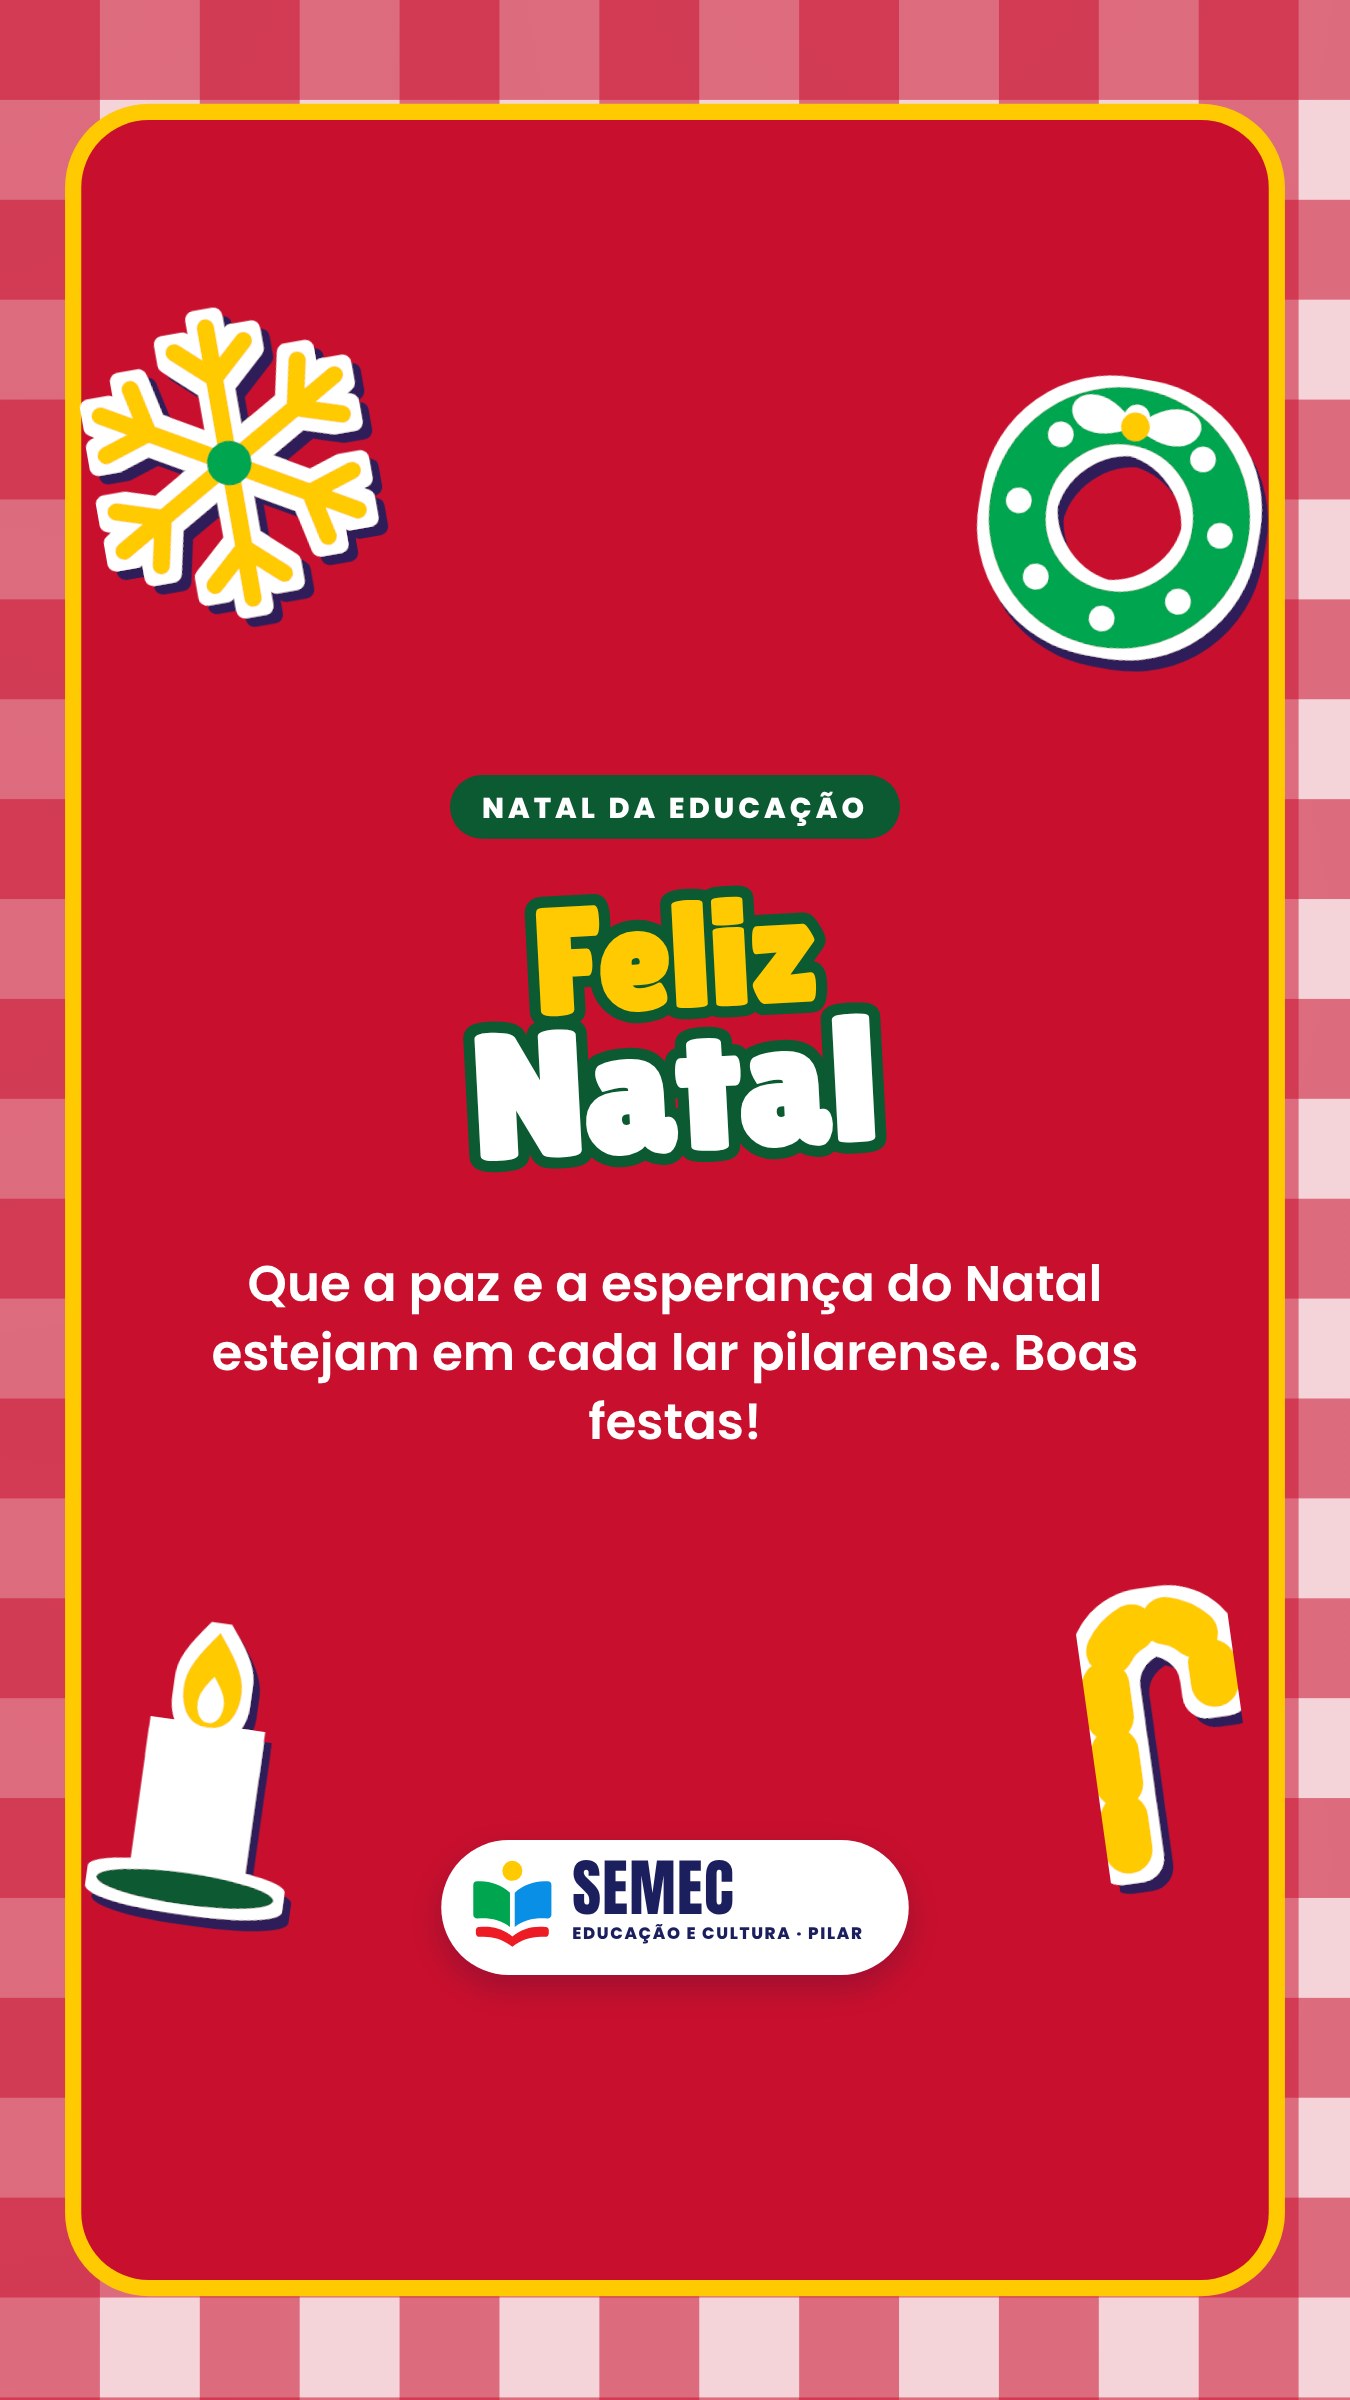 NATAL DA EDUCAÇÃO
Feliz
Natal
Que a paz e a esperança do Natal
estejam em cada lar pilarense. Boas
festas!
SEMEC
EDUCAÇÃO E CULTURA · PILAR